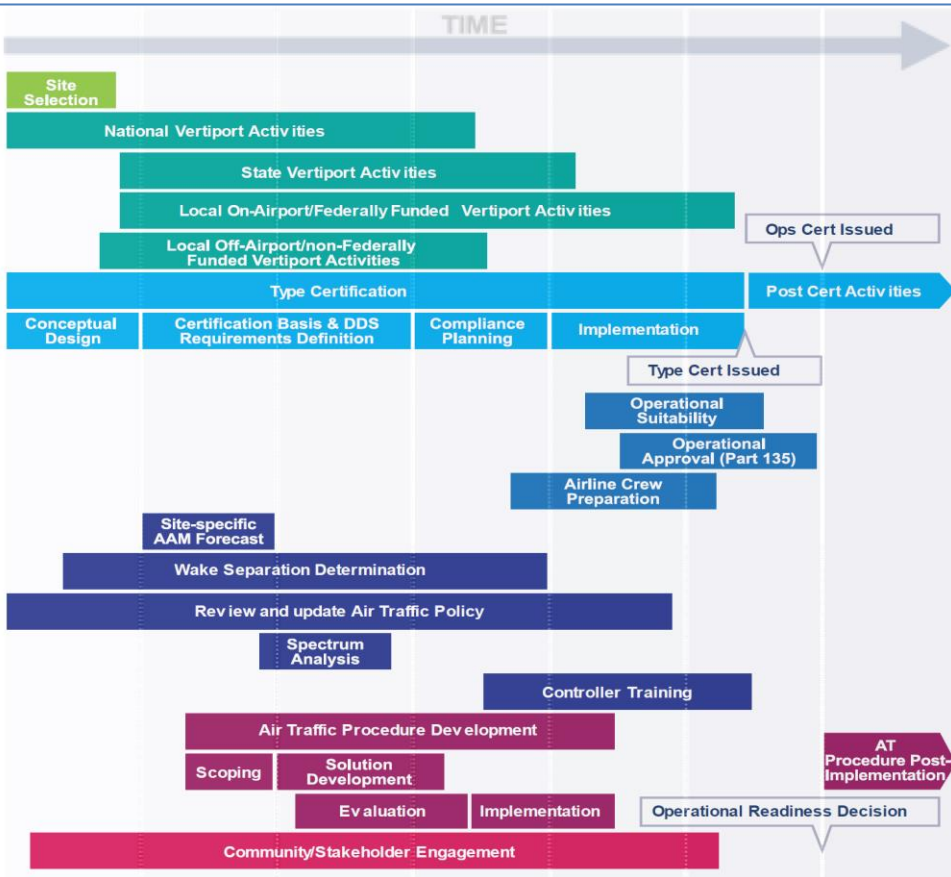 TIME
Site
Selection
National Vertiport Activities
State Vertiport Activities
Local On-Airport/Federally Funded Vertiport Activities
Ops Cert Issued
Local Off-Airport/non-Federally
Funded Vertiport Activities
Type Certification
Post Cert Activities
Conceptual
Design
Certification Basis & DDS
Requirements Definition
Compliance
Planning
Implementation
Type Cert Issued
Operational
Suitability
Operational
Approval (Part 135)
Airline Crew
Preparation
Site-specific
AAM Forecast
Wake Separation Determination
Review and update Air Traffic Policy
Spectrum
Analysis
Controller Training
Air Traffic Procedure Development
AT
Procedure Post-
Implementation
Scoping
Solution
Development
Evaluation
Implementation
Operational Readiness Decision
Community/Stakeholder Engagement